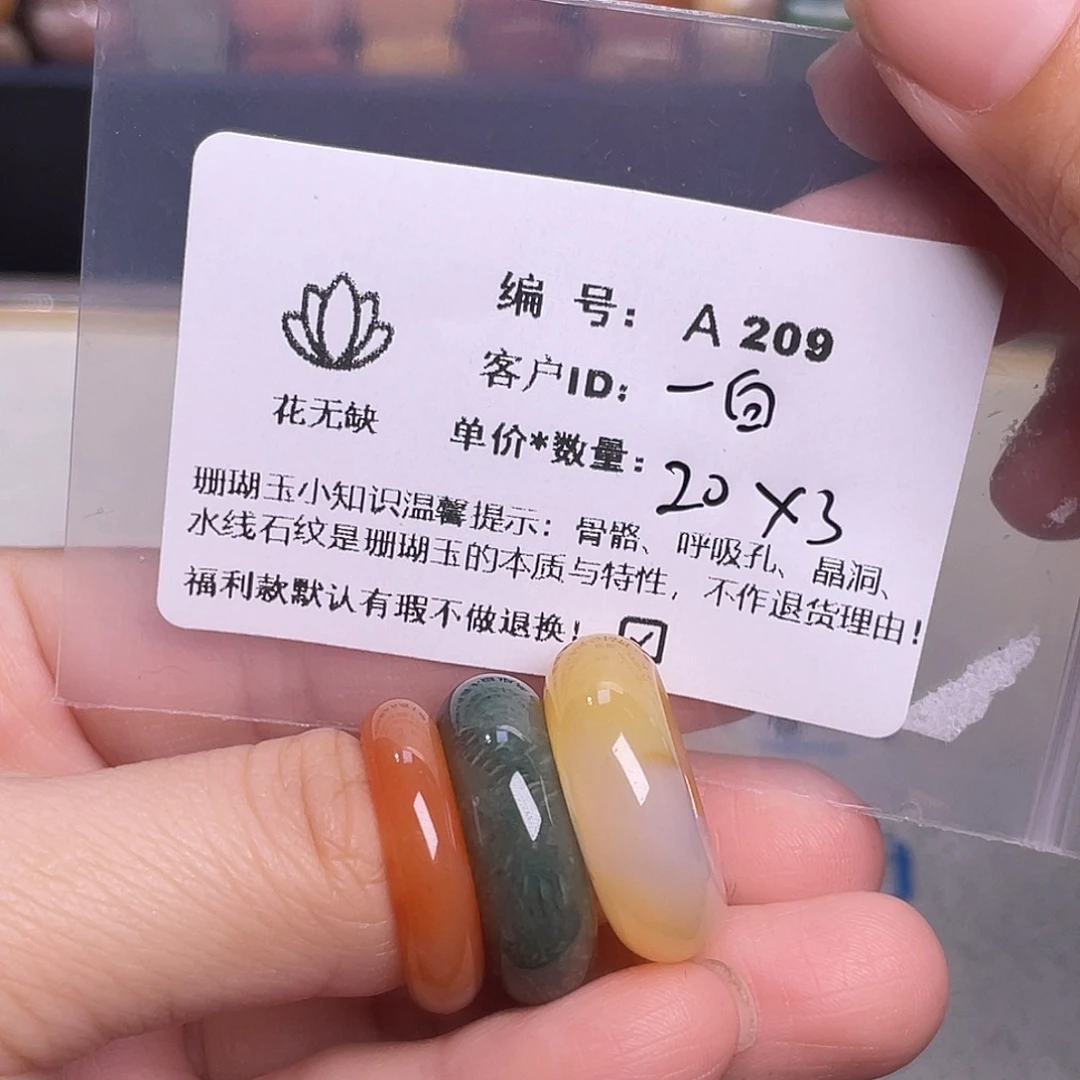 编 号: A 209
客户ID: 一
花无缺
单价*数量: 20 X3
珊瑚玉小知识温馨提示: 骨骼、呼吸孔、晶洞、
水线石纹是珊瑚玉的本质与特性, 不作退货理由!
福利款默认有瑕不做退换!